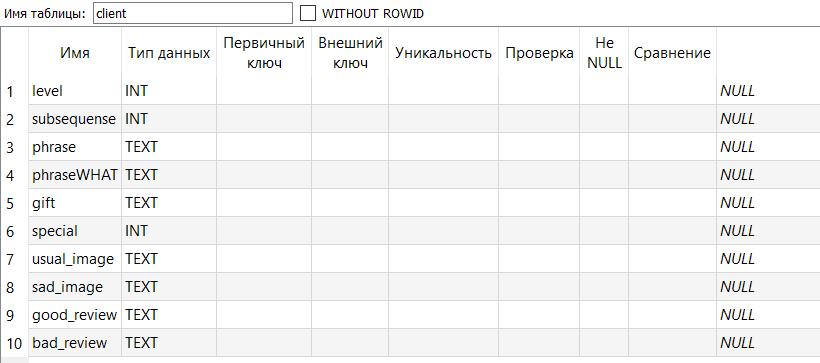 Имя таблицы: client WITHOUT ROWID
Имя Тип данных Первичный ключ Внешний ключ Уникальность Проверка Не NULL Сравнение
1 level INT NULL
2 subsequense INT NULL
3 phrase TEXT NULL
4 phraseWHAT TEXT NULL
5 gift TEXT NULL
6 special INT NULL
7 usual_image TEXT NULL
8 sad_image TEXT NULL
9 good_review TEXT NULL
10 bad_review TEXT NULL